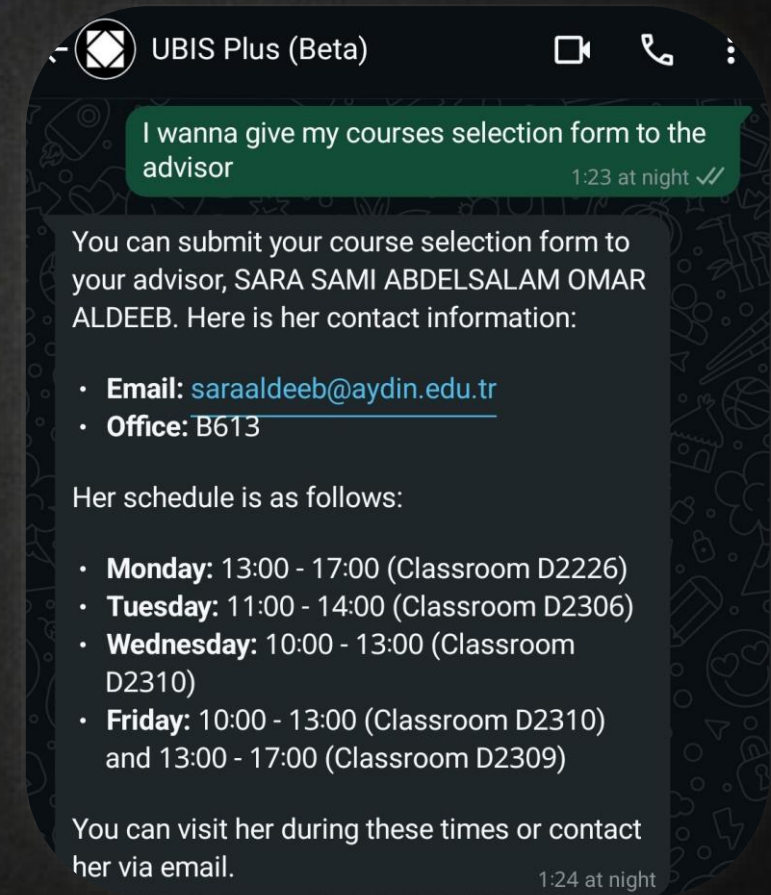 UBIS Plus (Beta)
I wanna give my courses selection form to the
advisor
1:23 at night
You can submit your course selection form to
your advisor, SARA SAMI ABDELSALAM OMAR
ALDEEB. Here is her contact information:
• Email: saraaldeeb@aydin.edu.tr
• Office: B613
Her schedule is as follows:
• Monday: 13:00 - 17:00 (Classroom D2226)
• Tuesday: 11:00 - 14:00 (Classroom D2306)
• Wednesday: 10:00 - 13:00 (Classroom
D2310)
• Friday: 10:00 - 13:00 (Classroom D2310)
and 13:00 - 17:00 (Classroom D2309)
You can visit her during these times or contact
her via email.
1:24 at night